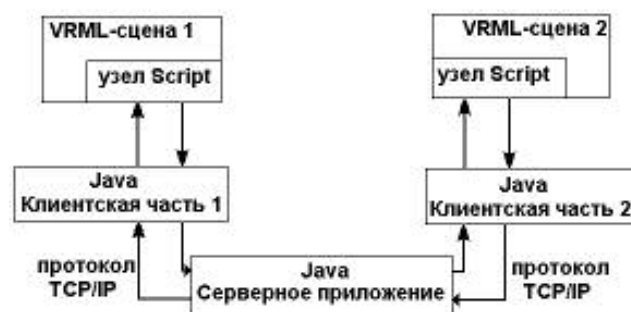 VRML-сцена 1
узел Script
VRML-сцена 2
узел Script
Java
Клиентская часть 1
Java
Клиентская часть 2
протокол
TCP/IP
Java
Серверное приложение
протокол
TCP/IP